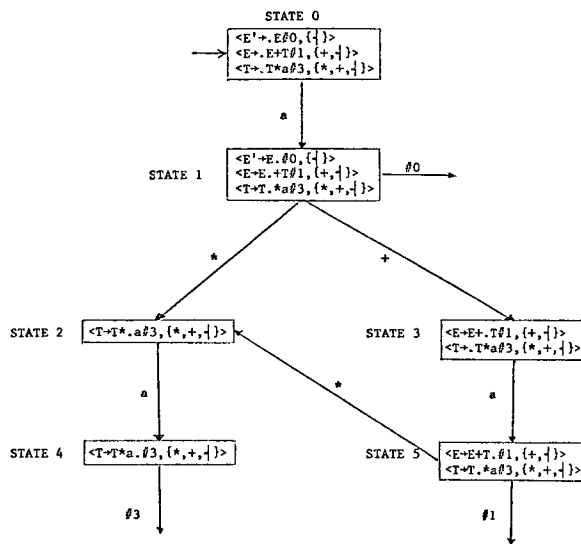 STATE 0
<E'→.E#0,{⊣}>
<E→.E+T#1,{+,⊣}>
<T→.T*a#3,{*,+,⊣}>
a
STATE 1
<E'→E.#0,{⊣}>
<E→E.+T#1,{+,⊣}>
<T→T.*a#3,{*,+,⊣}>
#0
*
+
STATE 2
<T→T*.a#3,{*,+,⊣}>
STATE 3
<E→E+.T#1,{+,⊣}>
<T→.T*a#3,{*,+,⊣}>
a
*
a
STATE 4
<T→T*a.#3,{*,+,⊣}>
STATE 5
<E→E+T.#1,{+,⊣}>
<T→T.*a#3,{*,+,⊣}>
#3
#1